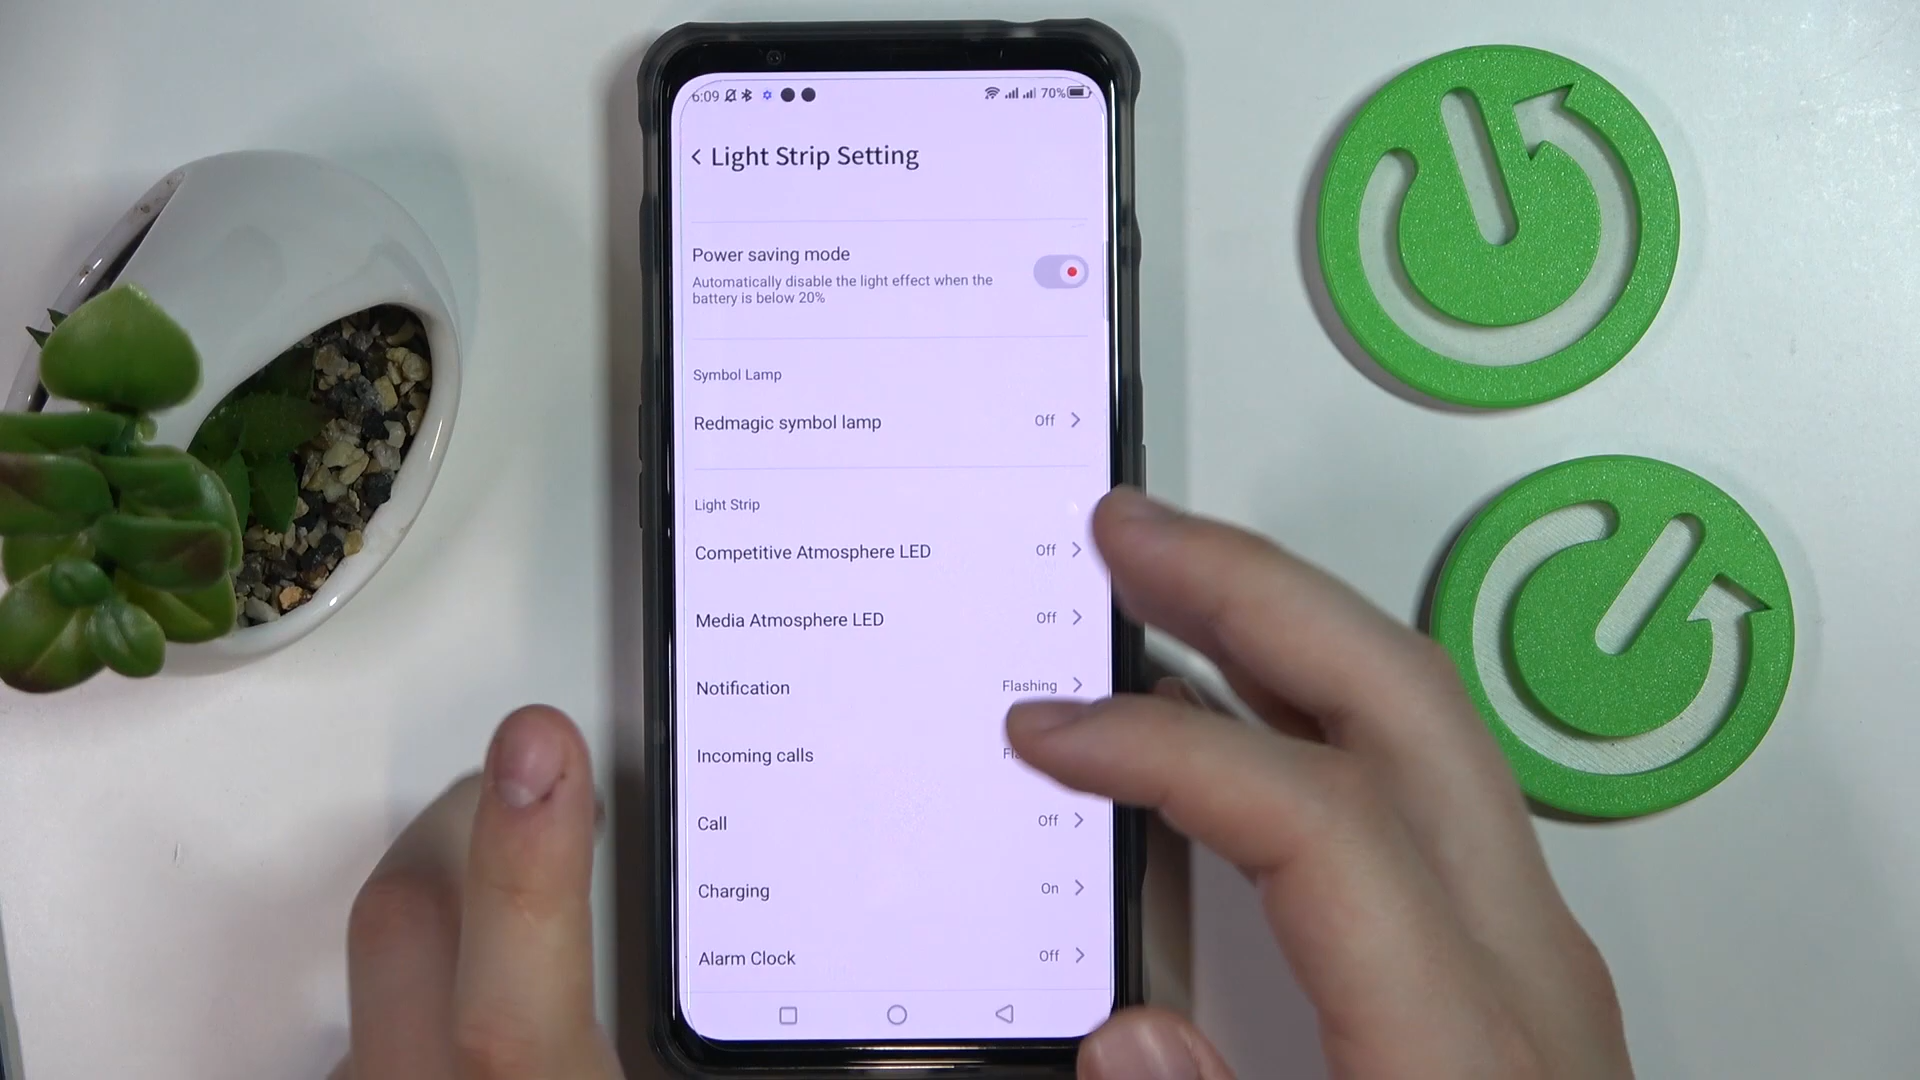 6:09 70%
Light Strip Setting
Power saving mode
Automatically disable the light effect when the
battery is below 20%
Symbol Lamp
Redmagic symbol lamp Off
Light Strip
Competitive Atmosphere LED Off
Media Atmosphere LED Off
Notification Flashing
Incoming calls
Call Off
Charging On
Alarm Clock Off